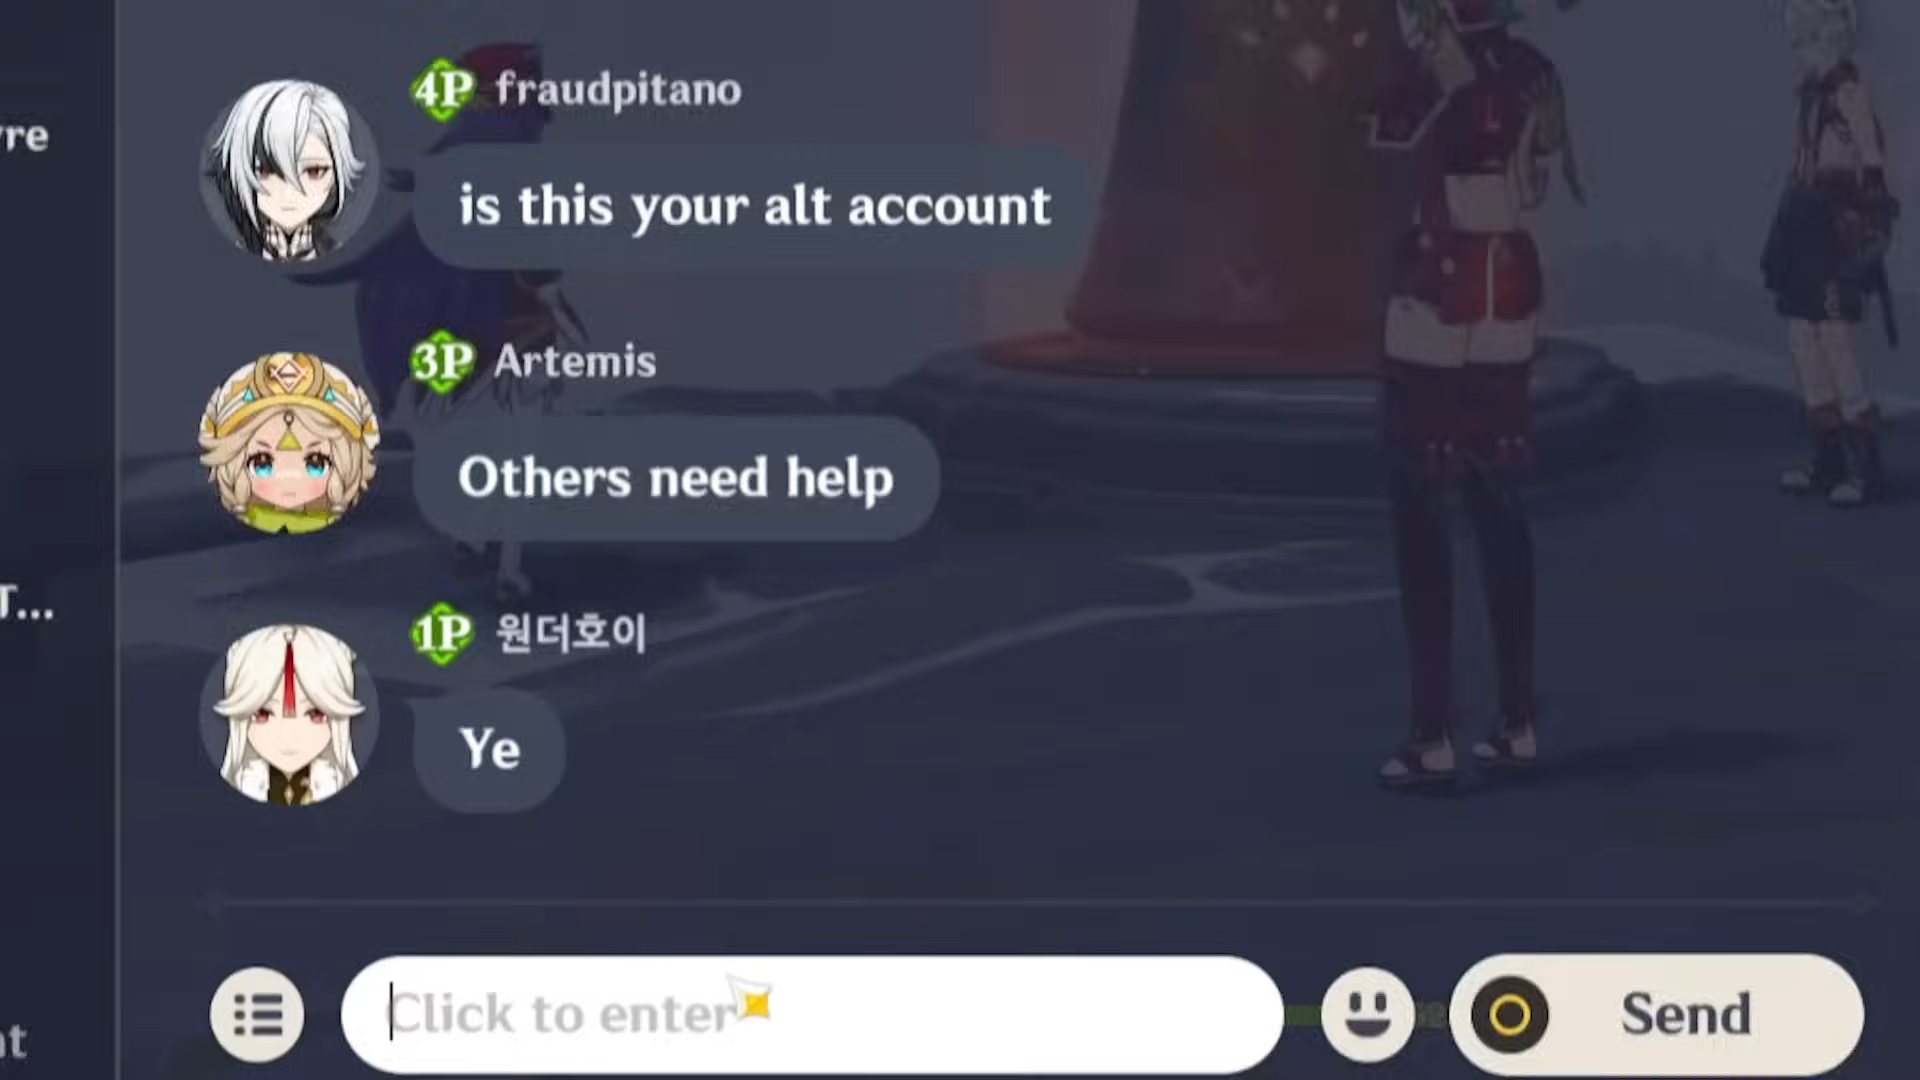 4P fraudpitano
is this your alt account
3P Artemis
Others need help
1P 원더호이
Ye
Click to enter
Send